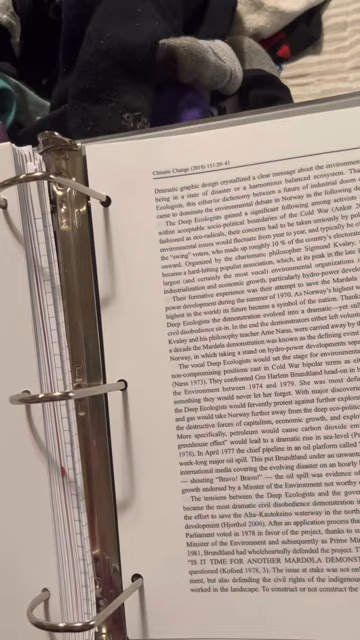 Climatic Change (2018) 151:29–41
Dramatic graphic design crystallized a clear message about the environment
being in a state of disaster or a harmonious balanced ecosystem. Tha
Ecologists, this either/or dichotomy between a future of industrial doom
came to dominate the environmental debate in Norway in the following
The Deep Ecologists gained a significant following among activists
within acceptable socio-political boundaries of the Cold War (Anker 20
fashioned as eco-radicals, their concerns had to be taken seriously by
environmental issues would fluctuate from year to year, and typically be
the "swing" voters, who made up roughly 10 % of the country's electora
onward. Organized by the charismatic philosopher Sigmund Kvaløy,
because a hard-hitting populist association, which, at its peak in the late
largest (and certainly the most vocal) environmental organizations
industrialization and economic growth, particularly hydro-power devel
Their formative experience was their attempt to save the Mardøla
power development during the summer of 1970. As Norway's highest w
highest in the world) its future became a symbol of the nation. Thank
Deep Ecologists the demonstration evolved into a dramatic—yet still
civil disobedience sit-in. In the end the demonstrators either left volunt
Kvaløy and his philosophy teacher Arne Næss, were carried away by
a decade the Mardøla demonstration was known as the defining even
Norway, in which taking a stand on hydro-power developments sepa
The vocal Deep Ecologists would set the stage for environmental
non-compromising positions cast in Cold War bipolar terms as er
(Næss 1973). They confronted Gro Harlem Brundtland head-on in h
the Environment between 1974 and 1979. She was most di
something they would never let her forget. With major discoverie
the Deep Ecologists would fervently protest against further explora
and gas would take Norway further away from the deep eco-politic
the destructive forces of capitalism, economic growth, and explo
More specifically, petroleum would cause carbon dioxide em
greenhouse effect" would lead to a dramatic rise in sea-level (Pa
1978). In April 1977 the chief pipeline in an oil platform called
week-long major oil spill. This put Brundtland under an unwante
international media covering the evolving disaster on an hourly
— shouting "Bravo! Bravo!" — the oil spill was evidence of
growth endorsed by a Minister of the Environment not worthy
The tensions between the Deep Ecologists and the gove
became the most dramatic civil disobedience demonstration in
the effort to save the Alta-Kautokeino waterway in the north
development (Hjorthol 2006). After an application process tha
Parliament voted in 1978 in favor of the project, thanks to su
Minister of the Environment and subsequently as Prime Min
1981, Brundtland had wholeheartedly defended the project. T
"IS IT TIME FOR ANOTHER MARDØLA DEMONST
questioned (Kofoed 1978, 3). The issue at stake was not onl
ment, but also defending the civil rights of the indigenous
worked in the landscape. To construct or not construct the